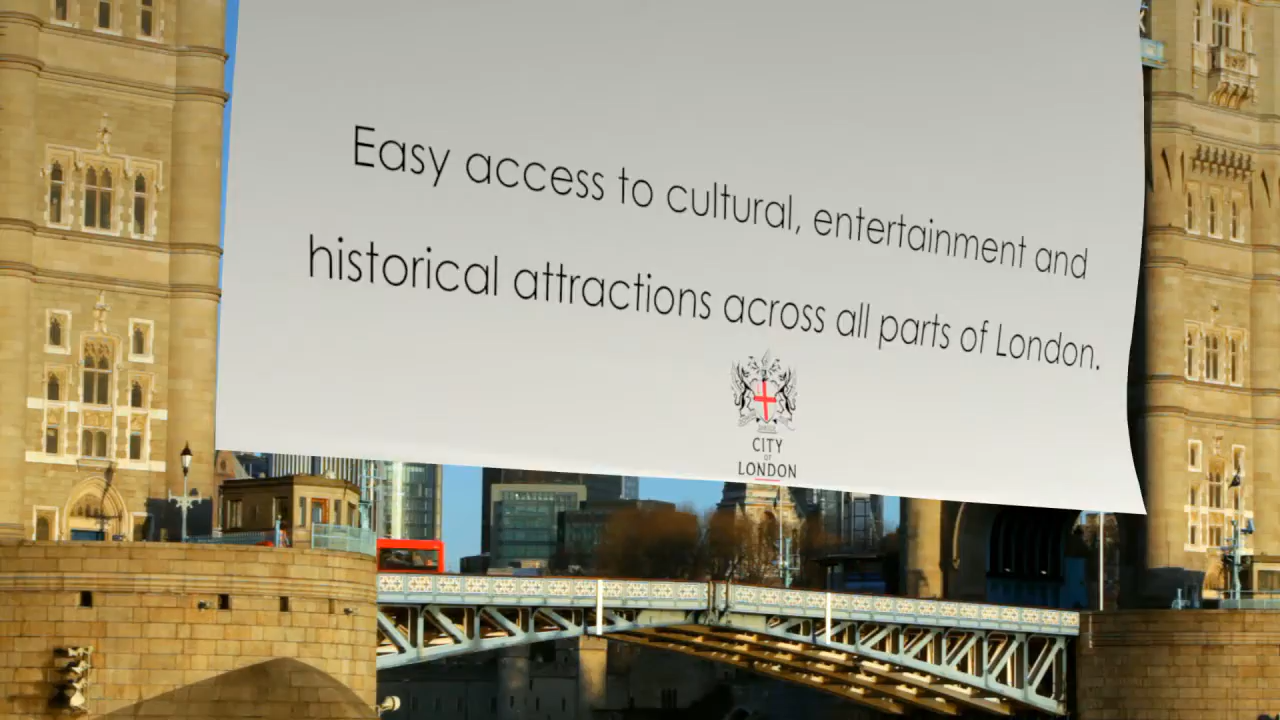 Easy access to cultural, entertainment and
historical attractions across all parts of London.
CITY
OF
LONDON